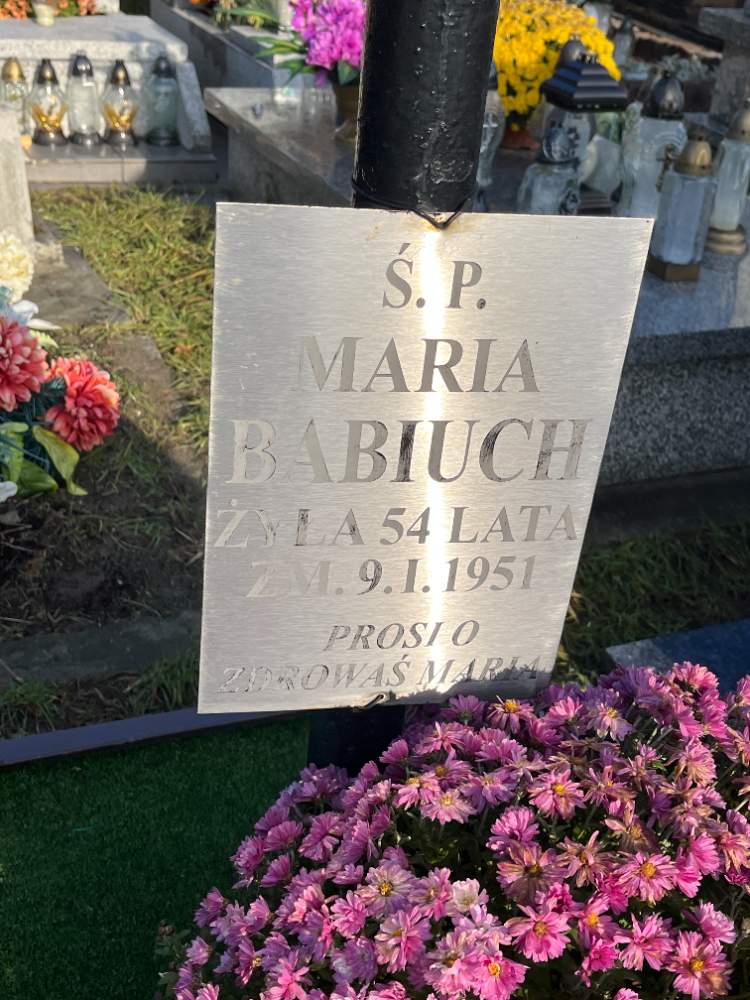 Ś. P.
MARIA
BABIUCH
ŻYŁA 54 LATA
ZM. 9. I. 1951
PROSI O
ZDROWAŚ MARIA